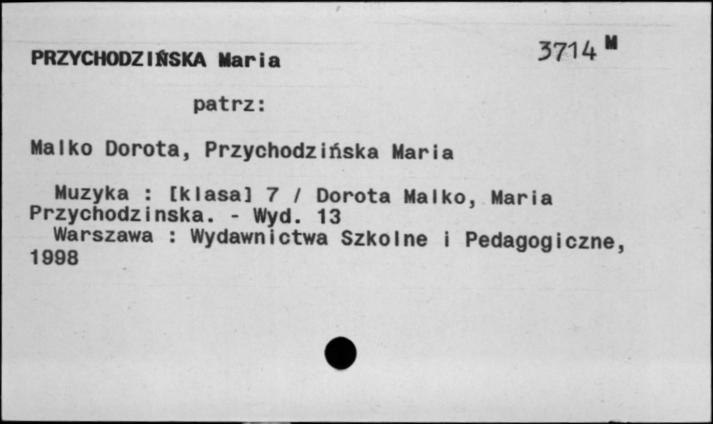 PRZYCHODZIŃSKA Maria 3714 M
patrz:
Malko Dorota, Przychodzińska Maria
Muzyka : [klasa] 7 / Dorota Malko, Maria
Przychodzinska. - Wyd. 13
Warszawa : Wydawnictwa Szkolne i Pedagogiczne,
1998